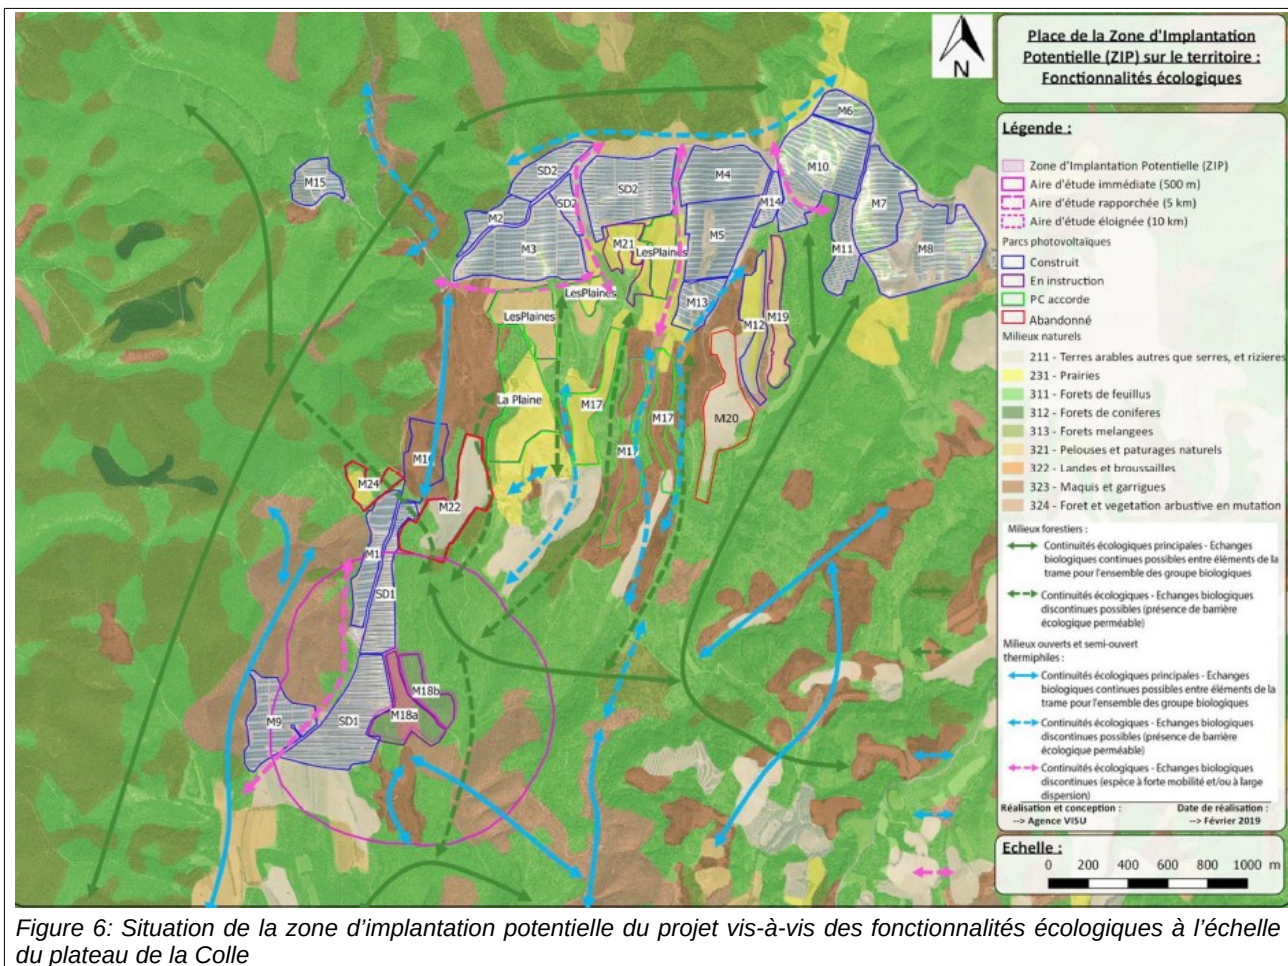 N
Place de la Zone d'Implantation
Potentielle (ZIP) sur le territoire :
Fonctionnalités écologiques
Légende :
Zone d'Implantation Potentielle (ZIP)
Aire d'étude immédiate (500 m)
Aire d'étude rapporchée (5 km)
Aire d'étude éloignée (10 km)
Parcs photovoltaïques
Construit
En instruction
PC accorde
Abandonné
Milieux naturels
211 - Terres arables autres que serres, et rizieres
231 - Prairies
311 - Forets de feuillus
312 - Forets de coniferes
313 - Forets melangees
321 - Pelouses et paturages naturels
322 - Landes et broussailles
323 - Maquis et garrigues
324 - Foret et vegetation arbustive en mutation
Milieux forestiers :
Continuités écologiques principales - Echanges
biologiques continues possibles entre éléments de la
trame pour l'ensemble des groupe biologiques
Continuités écologiques - Echanges biologiques
discontinues possibles (présence de barrière
écologique perméable)
Milieux ouverts et semi-ouvert
thermiphiles :
Continuités écologiques principales - Echanges
biologiques continues possibles entre éléments de la
trame pour l'ensemble des groupe biologiques
Continuités écologiques - Echanges biologiques
discontinues possibles (présence de barrière
écologique perméable)
Continuités écologiques - Echanges biologiques
discontinues (espèce à forte mobilité et/ou à large
dispersion)
Réalisation et conception :
--> Agence VISU
Date de réalisation :
--> Février 2019
Echelle :
0 200 400 600 800 1000 m
M6
M10
M15
SD2
SD2
M4
M7
SD2
M14
M2
M3
M21
LesPlaines
M5
M11
M8
LesPlaines
M13
LesPlaines
M12
M19
La Plaine
M17
M17
M20
M17
M24
M22
M1
SD1
M18b
M9
SD1
M18a
Figure 6: Situation de la zone d'implantation potentielle du projet vis-à-vis des fonctionnalités écologiques à l'échelle
du plateau de la Colle